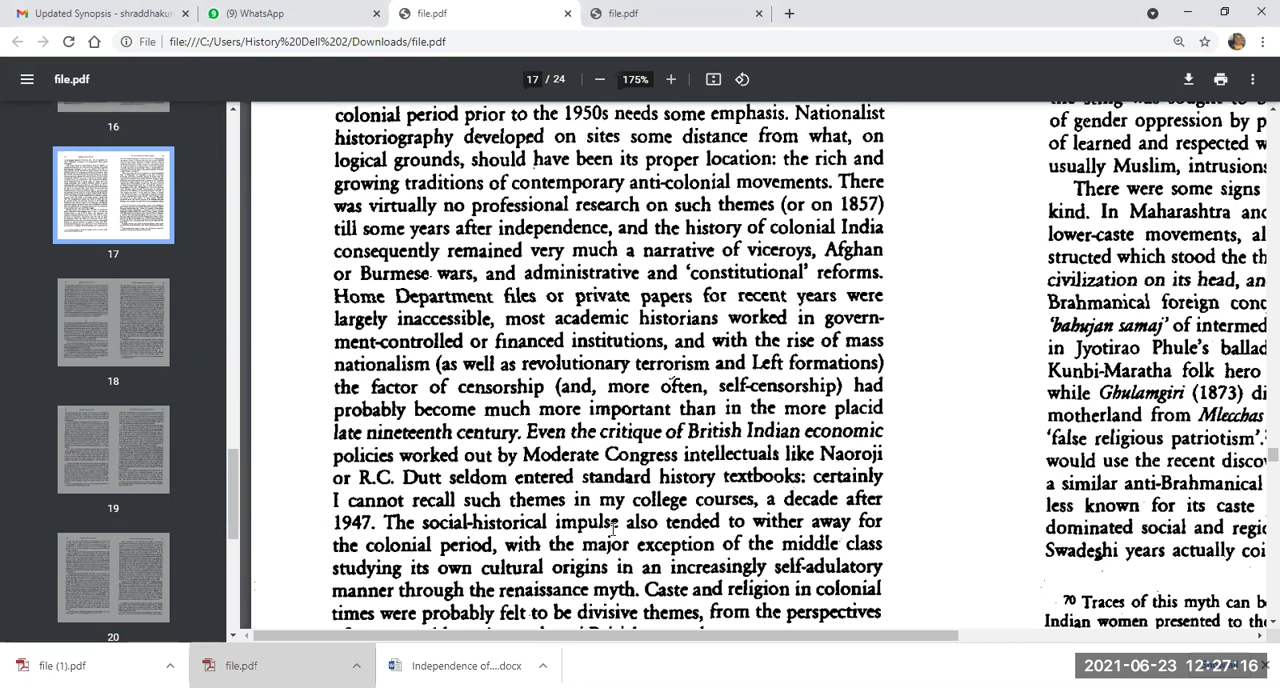 Updated Synopsis - shraddhakun
(9) WhatsApp
file.pdf
file.pdf
File
file:///C:/Users/History%20Dell%202/Downloads/file.pdf
file.pdf
17 / 24
175%
16
17
18
19
20
colonial period prior to the 1950s needs some emphasis. Nationalist
historiography developed on sites some distance from what, on
logical grounds, should have been its proper location: the rich and
growing traditions of contemporary anti-colonial movements. There
was virtually no professional research on such themes (or on 1857)
till some years after independence, and the history of colonial India
consequently remained very much a narrative of viceroys, Afghan
or Burmese wars, and administrative and ‘constitutional’ reforms.
Home Department files or private papers for recent years were
largely inaccessible, most academic historians worked in govern-
ment-controlled or financed institutions, and with the rise of mass
nationalism (as well as revolutionary terrorism and Left formations)
the factor of censorship (and, more often, self-censorship) had
probably become much more important than in the more placid
late nineteenth century. Even the critique of British Indian economic
policies worked out by Moderate Congress intellectuals like Naoroji
or R.C. Dutt seldom entered standard history textbooks: certainly
I cannot recall such themes in my college courses, a decade after
1947. The social-historical impulse also tended to wither away for
the colonial period, with the major exception of the middle class
studying its own cultural origins in an increasingly self-adulatory
manner through the renaissance myth. Caste and religion in colonial
times were probably felt to be divisive themes, from the perspectives
of gender oppression by p
of learned and respected w
usually Muslim, intrusions
There were some signs
kind. In Maharashtra and
lower-caste movements, al
structed which stood the th
civilization on its head, an
Brahmanical foreign conq
‘bahujan samaj’ of intermed
in Jyotirao Phule's ballad
Kunbi-Maratha folk hero
while Ghulamgiri (1873) di
motherland from Mlecchas
‘false religious patriotism’.
would use the recent disco
a similar anti-Brahmanical
less known for its caste
dominated social and regio
Swadeshi years actually coi
70 Traces of this myth can b
Indian women presented to the
file (1).pdf
file.pdf
Independence of....docx
2021-06-23 12:27:16